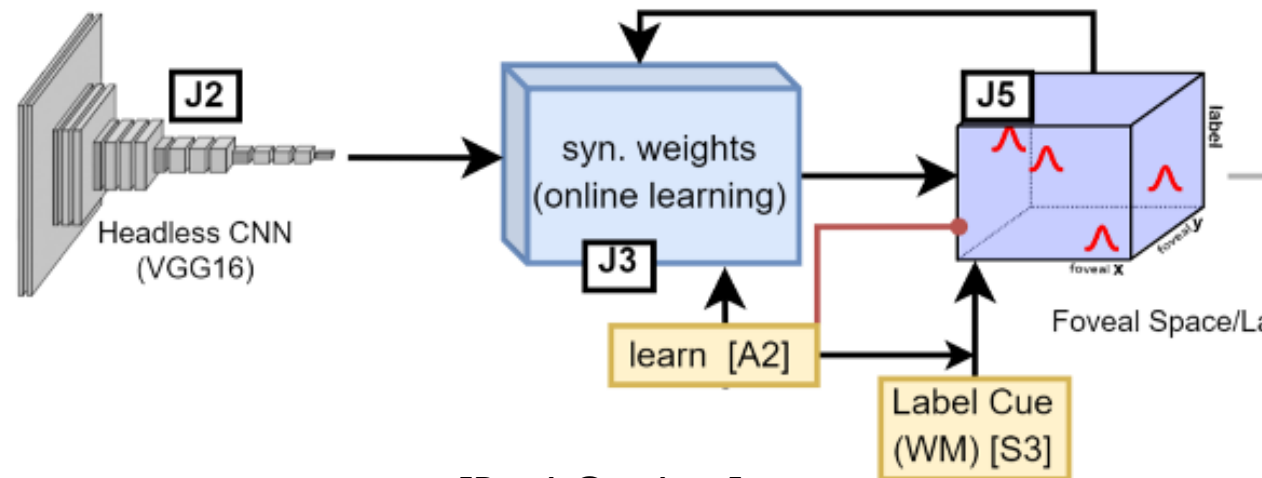 J2
J5
label
syn. weights
(online learning)
Headless CNN
(VGG16)
J3
foveal y
foveal x
Foveal Space/La
learn [A2]
Label Cue
(WM) [S3]